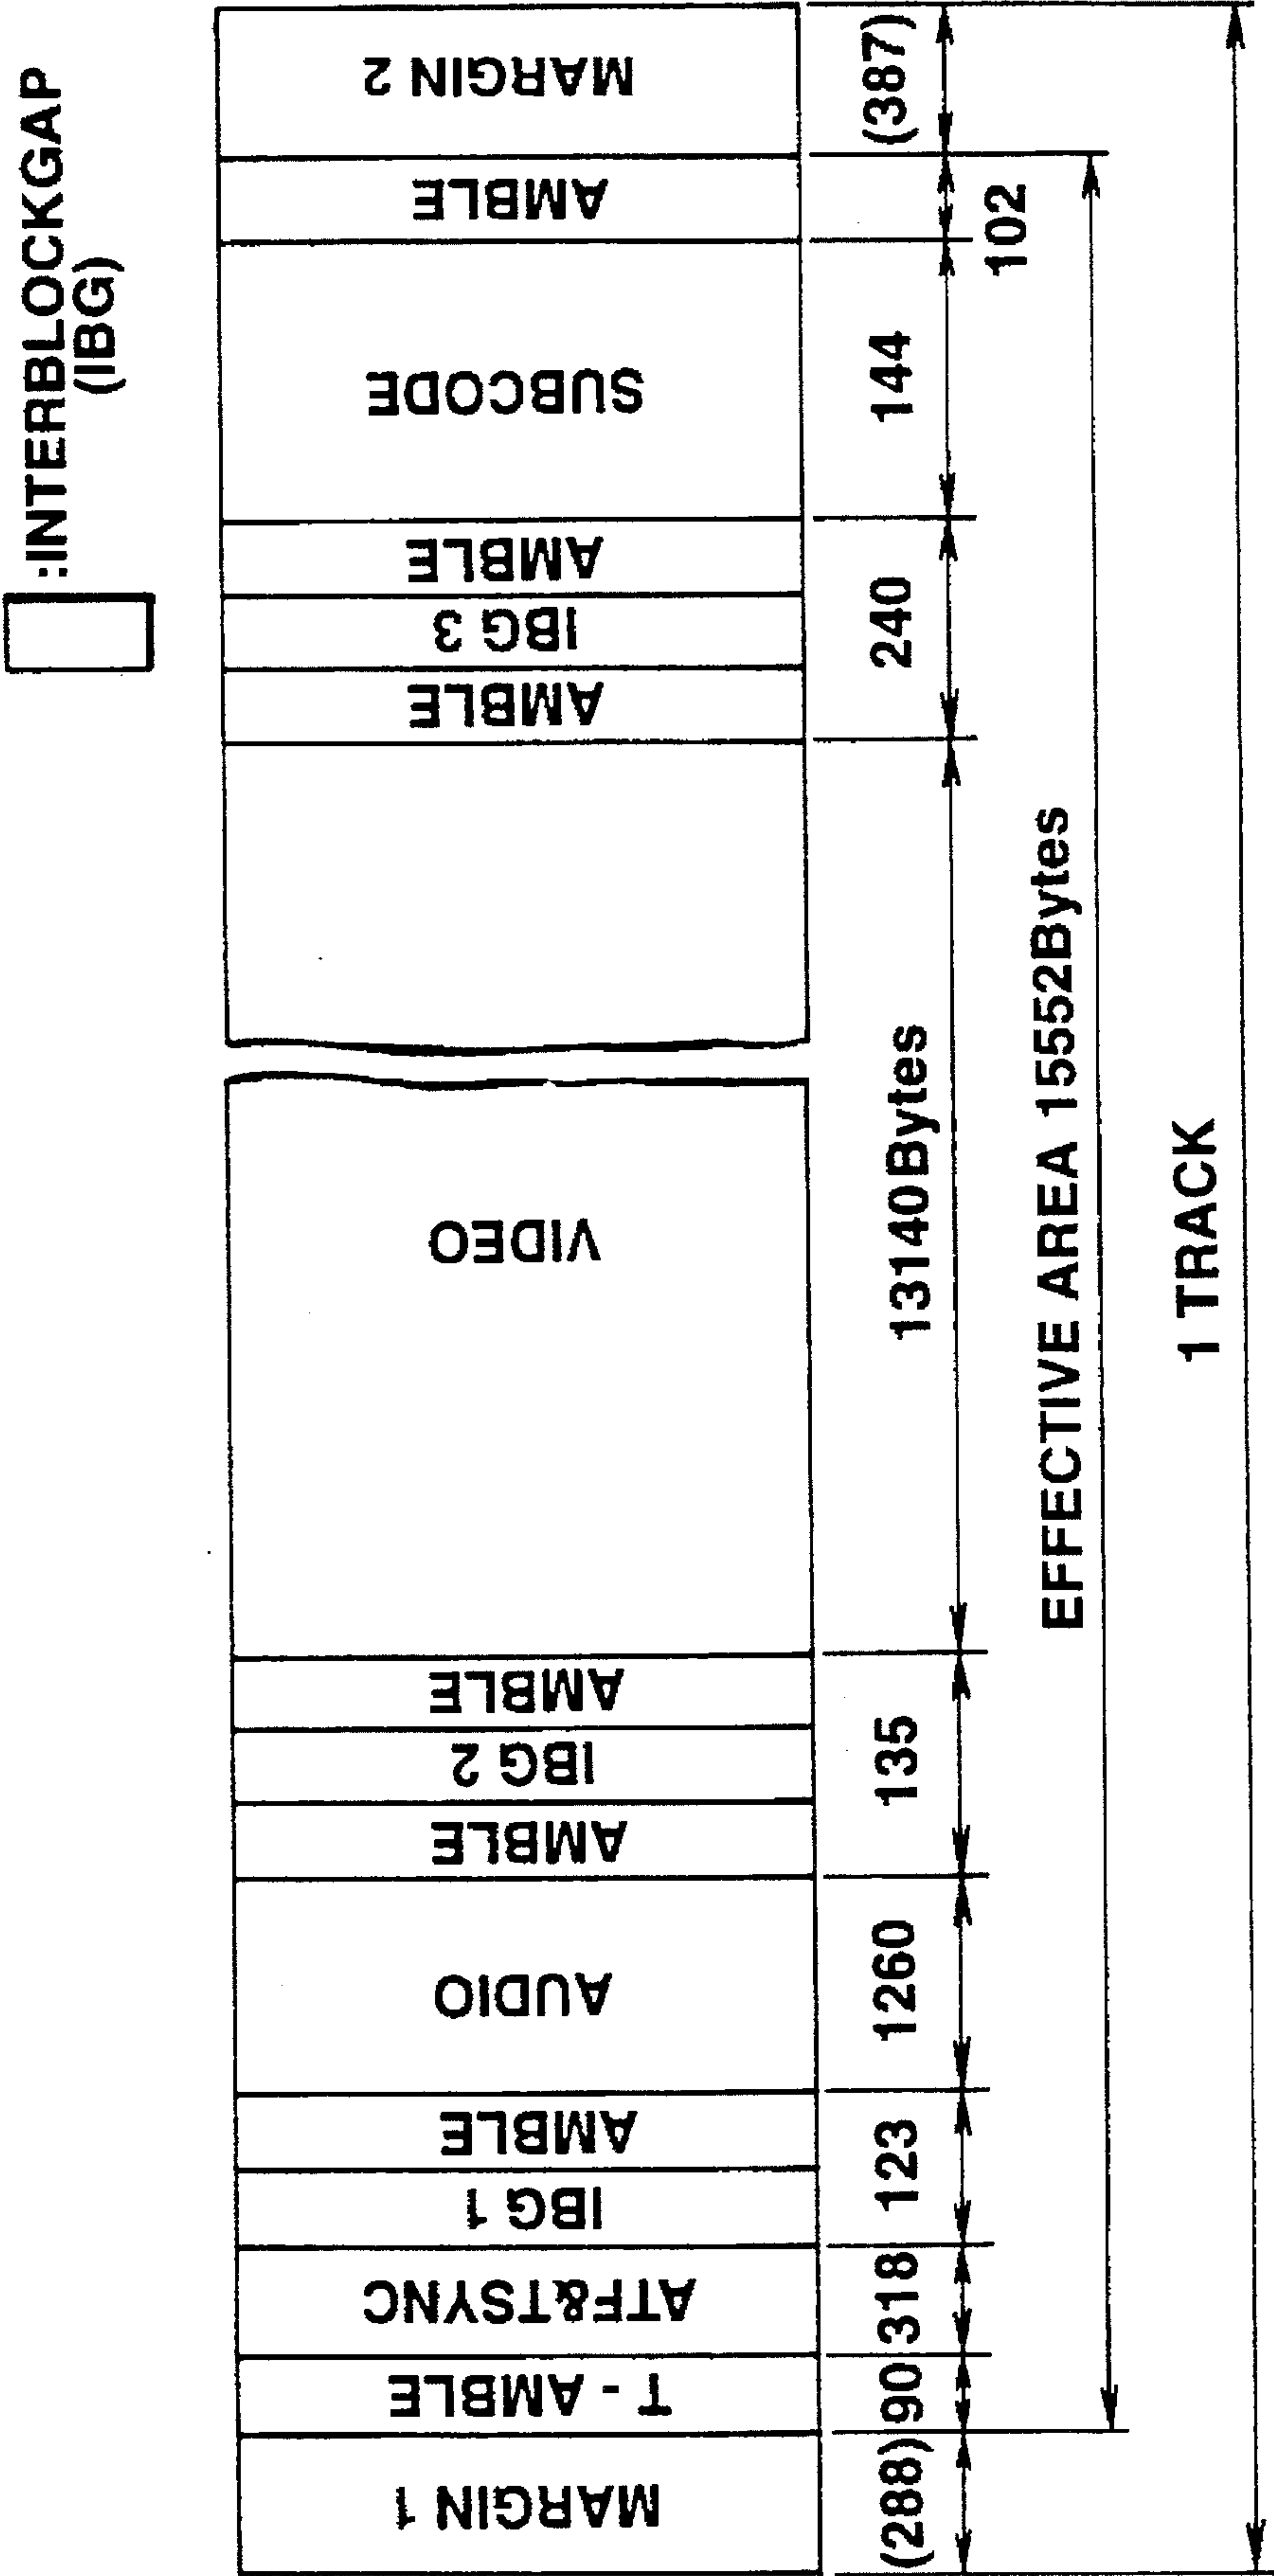 :INTERBLOCKGAP
(IBG)
MARGIN 1
T - AMBLE
ATF&TSYNC
IBG 1
AMBLE
AUDIO
AMBLE
IBG 2
AMBLE
VIDEO
AMBLE
IBG 3
AMBLE
SUBCODE
AMBLE
MARGIN 2
(288) 90 318 123 1260 135 13140Bytes 240 144 (387)
102
EFFECTIVE AREA 15552Bytes
1 TRACK